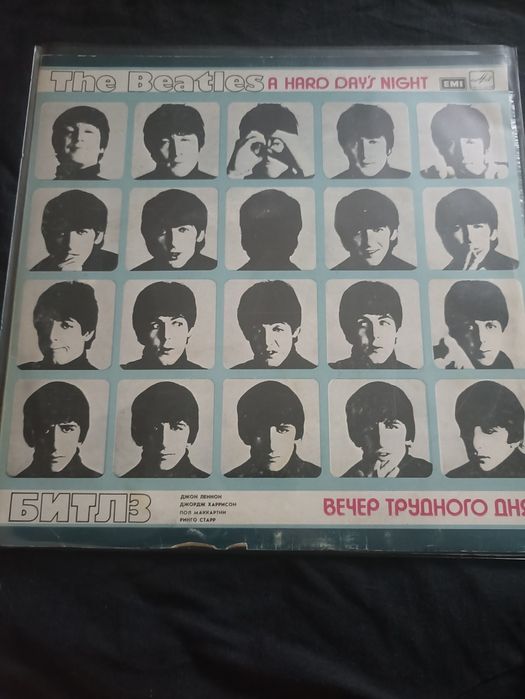 The Beatles A HARD DAY'S NIGHT EMI
БИТЛЗ
ДЖОН ЛЕННОН
ДЖОРДЖ ХАРРИСОН
ПОЛ МАККАРТНИ
РИНГО СТАРР
ВЕЧЕР ТРУДНОГО ДНЯ